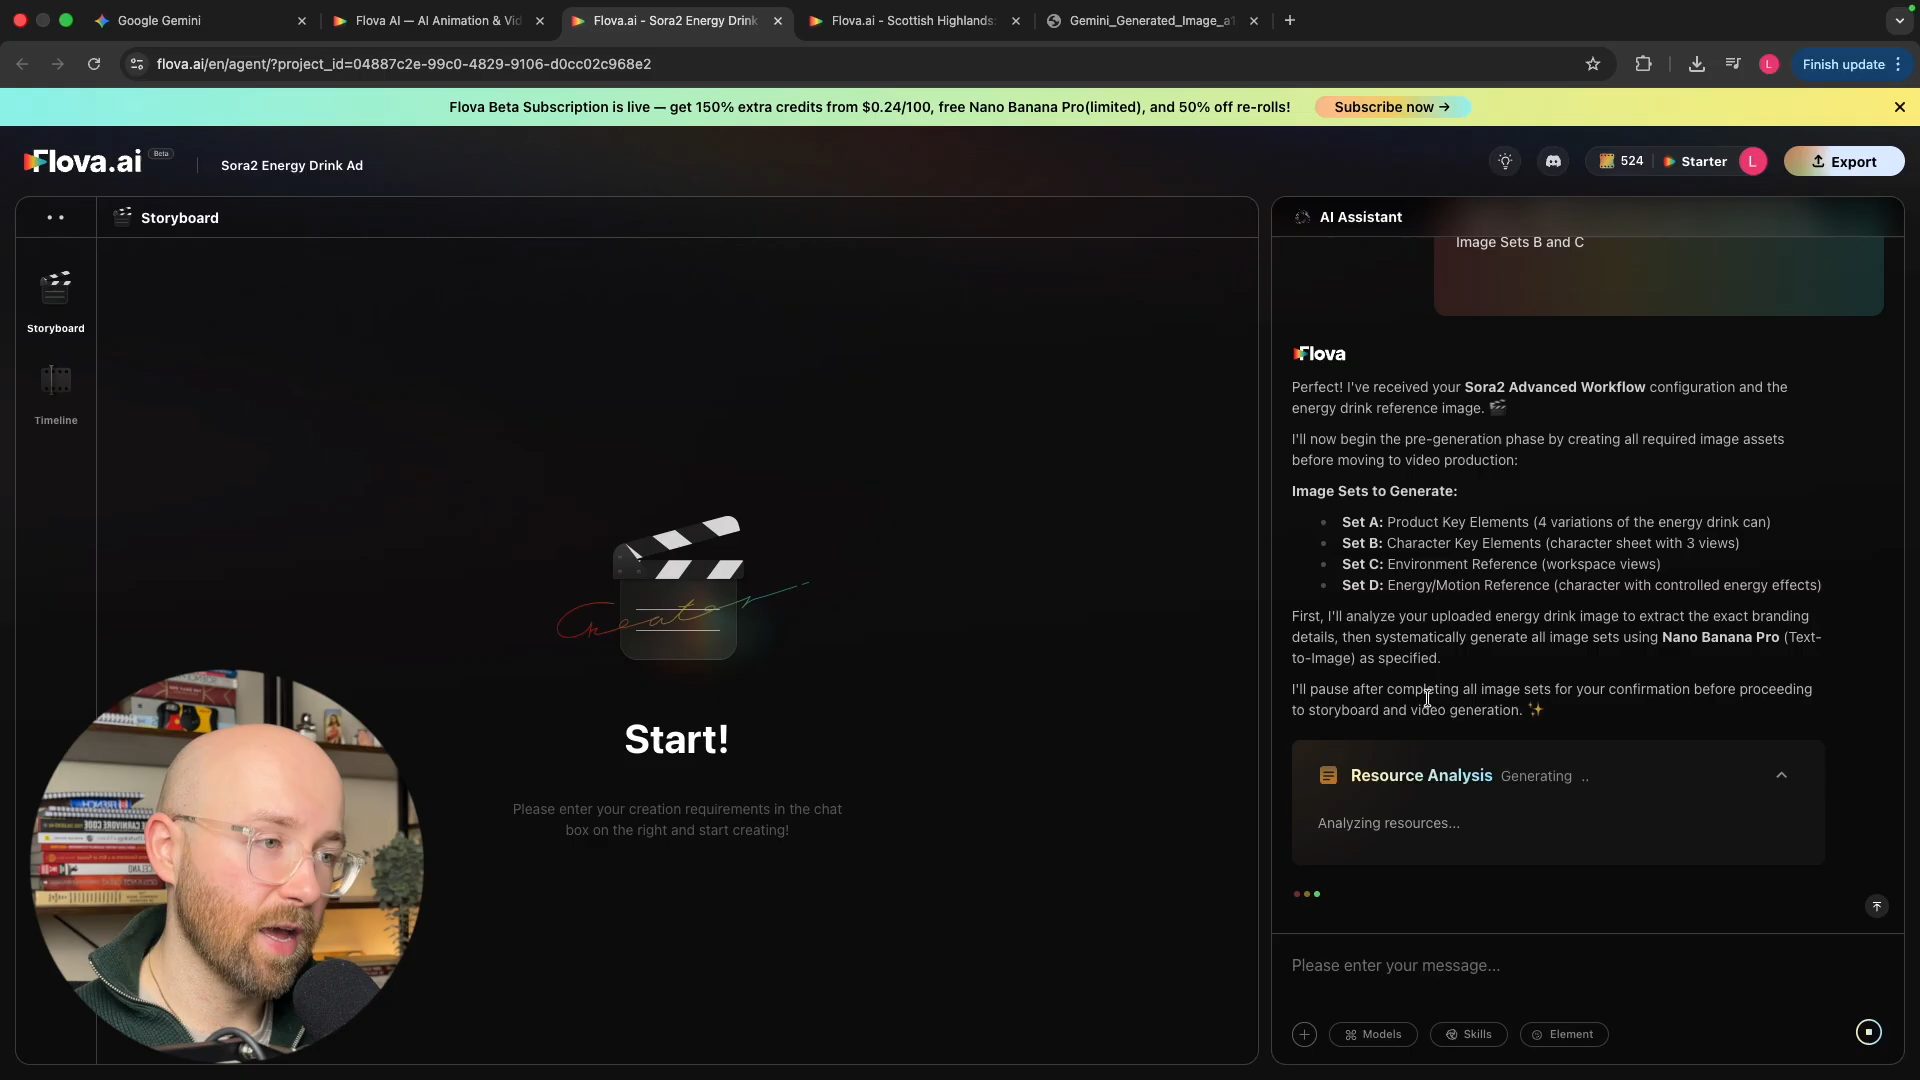 Google Gemini
Flova AI — AI Animation & Vid
Flova.ai - Sora2 Energy Drink
Flova.ai - Scottish Highlands
Gemini_Generated_Image_a1
flova.ai/en/agent/?project_id=04887c2e-99c0-4829-9106-d0cc02c968e2
L
Finish update
Flova Beta Subscription is live — get 150% extra credits from $0.24/100, free Nano Banana Pro(limited), and 50% off re-rolls!
Subscribe now →
Flova.ai
Beta
Sora2 Energy Drink Ad
524
Starter
L
Export
Storyboard
AI Assistant
Storyboard
Timeline
Create
Start!
Please enter your creation requirements in the chat
box on the right and start creating!
Image Sets B and C
Flova
Perfect! I've received your Sora2 Advanced Workflow configuration and the
energy drink reference image. 🎬
I'll now begin the pre-generation phase by creating all required image assets
before moving to video production:
Image Sets to Generate:
• Set A: Product Key Elements (4 variations of the energy drink can)
• Set B: Character Key Elements (character sheet with 3 views)
• Set C: Environment Reference (workspace views)
• Set D: Energy/Motion Reference (character with controlled energy effects)
First, I'll analyze your uploaded energy drink image to extract the exact branding
details, then systematically generate all image sets using Nano Banana Pro (Text-
to-Image) as specified.
I'll pause after completing all image sets for your confirmation before proceeding
to storyboard and video generation. ✨
Resource Analysis Generating ..
Analyzing resources...
Please enter your message...
Models
Skills
Element